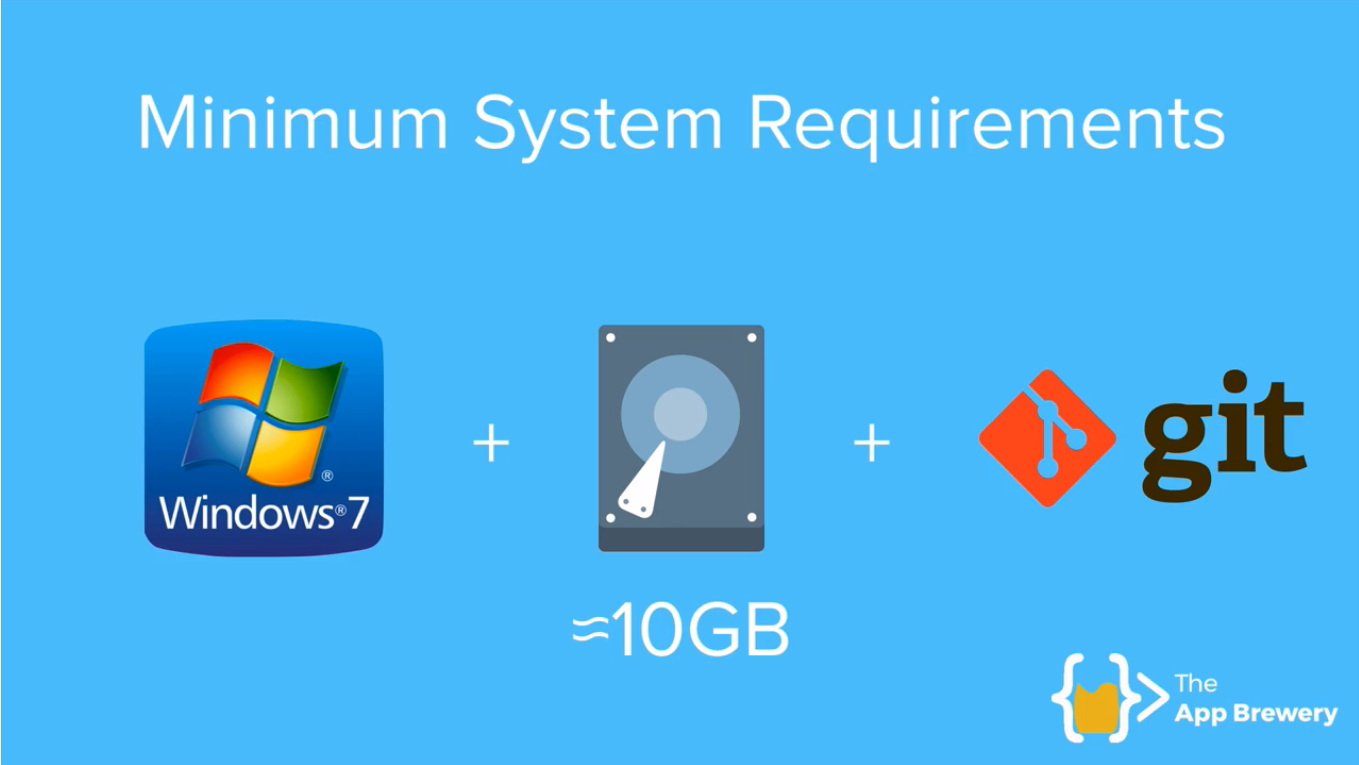 Minimum System Requirements
Windows®7
®
+
+
git
≈10GB
The
App Brewery